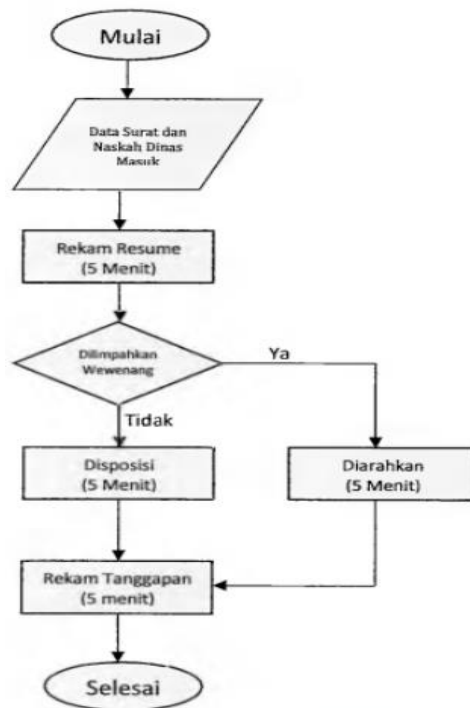 Mulai
Data Surat dan
Naskah Dinas
Masuk
Rekam Resume
(5 Menit)
Dilimpahkan
Wewenang
Ya
Tidak
Disposisi
(5 Menit)
Diarahkan
(5 Menit)
Rekam Tanggapan
(5 menit)
Selesai